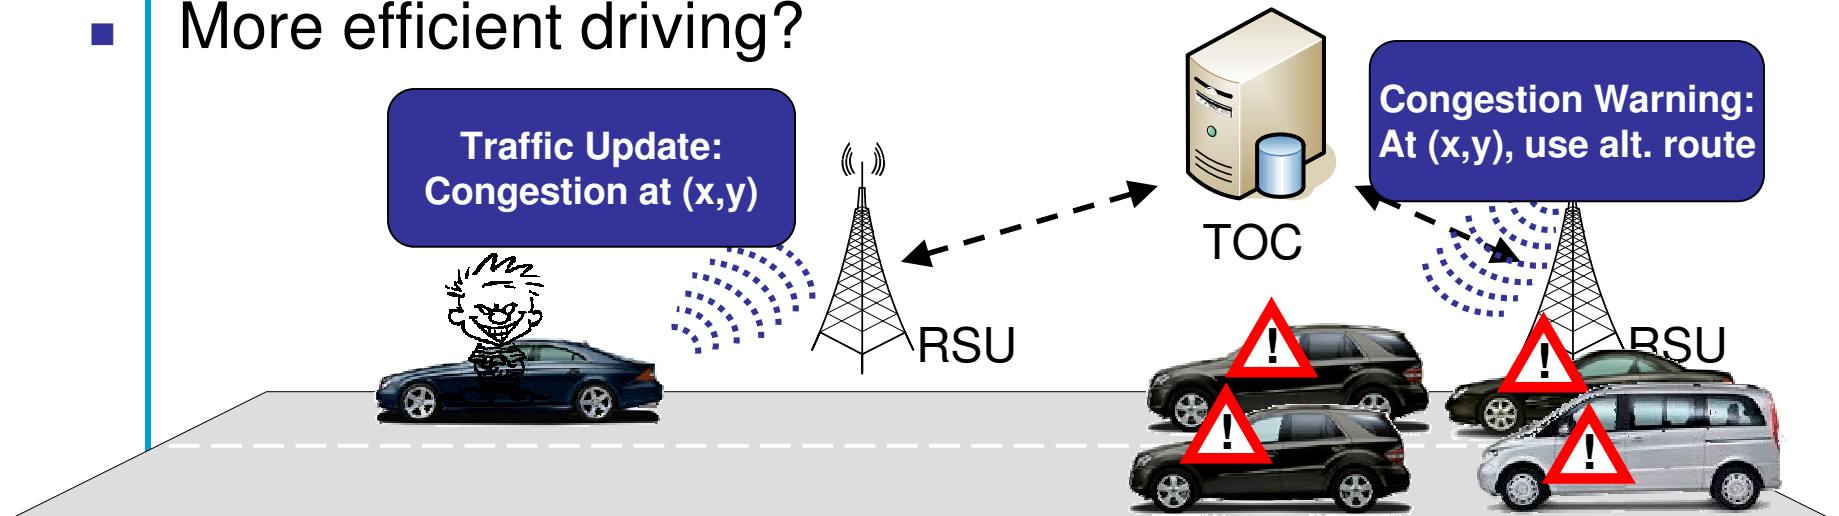 More efficient driving?
Traffic Update:
Congestion at (x,y)
Congestion Warning:
At (x,y), use alt. route
TOC
RSU
RSU
!
!
!
!